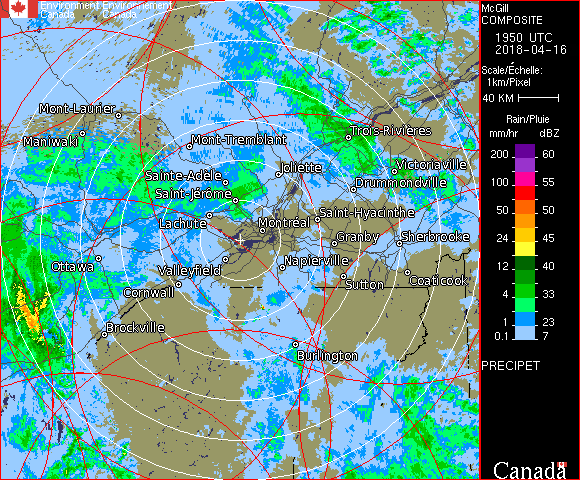 Environment Environnement
Canada Canada
Mont-Laurier
Maniwaki
Mont-Tremblant
Trois-Rivières
Joliette
Victoriaville
Sainte-Adèle
Drummondville
Saint-Jérôme
Saint-Hyacinthe
Lachute
Montréal
Granby
Sherbrooke
Ottawa
Valleyfield
Napierville
Cornwall
Sutton
Coaticook
Brockville
Burlington
McGill
COMPOSITE
1950 UTC
2018-04-16
Scale/Échelle:
1km/Pixel
40 KM
Rain/Pluie
mm/hr dBZ
200 60
100 55
50 50
24 45
12 40
4 33
1 23
0.1 7
PRECIPET
Canada